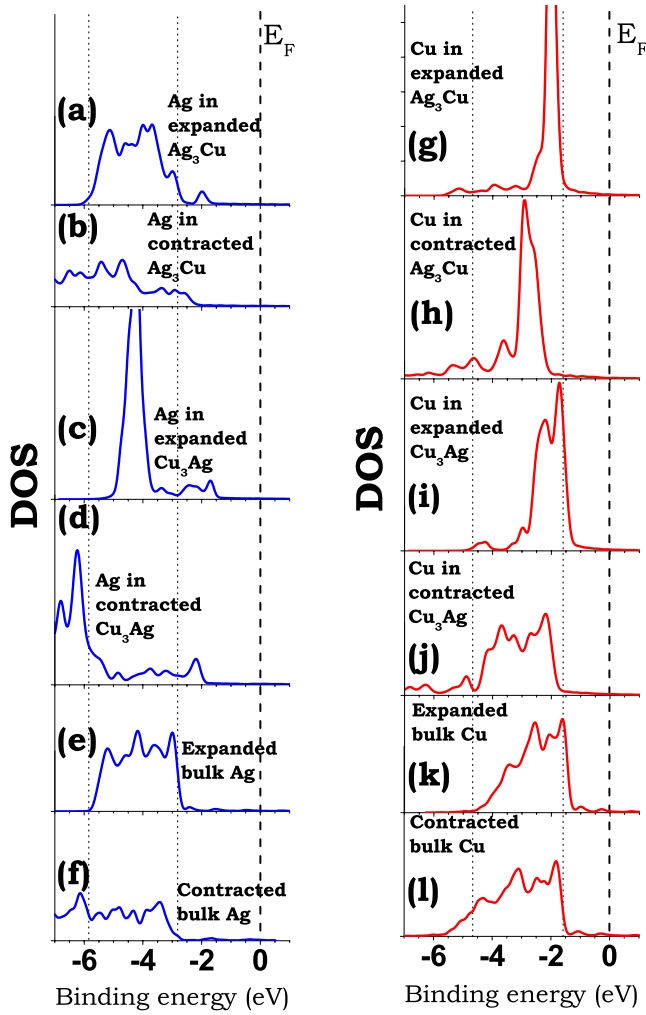 E_F
(a)
Ag in
expanded
Ag₃Cu
(b)
Ag in
contracted
Ag₃Cu
(c)
Ag in
expanded
Cu₃Ag
(d)
Ag in
contracted
Cu₃Ag
(e)
Expanded
bulk Ag
(f)
Contracted
bulk Ag
DOS
-6 -4 -2 0
Binding energy (eV)
E_F
Cu in
expanded
Ag₃Cu
(g)
Cu in
contracted
Ag₃Cu
(h)
Cu in
expanded
Cu₃Ag
(i)
Cu in
contracted
Cu₃Ag
(j)
Expanded
bulk Cu
(k)
Contracted
bulk Cu
(l)
DOS
-6 -4 -2 0
Binding energy (eV)